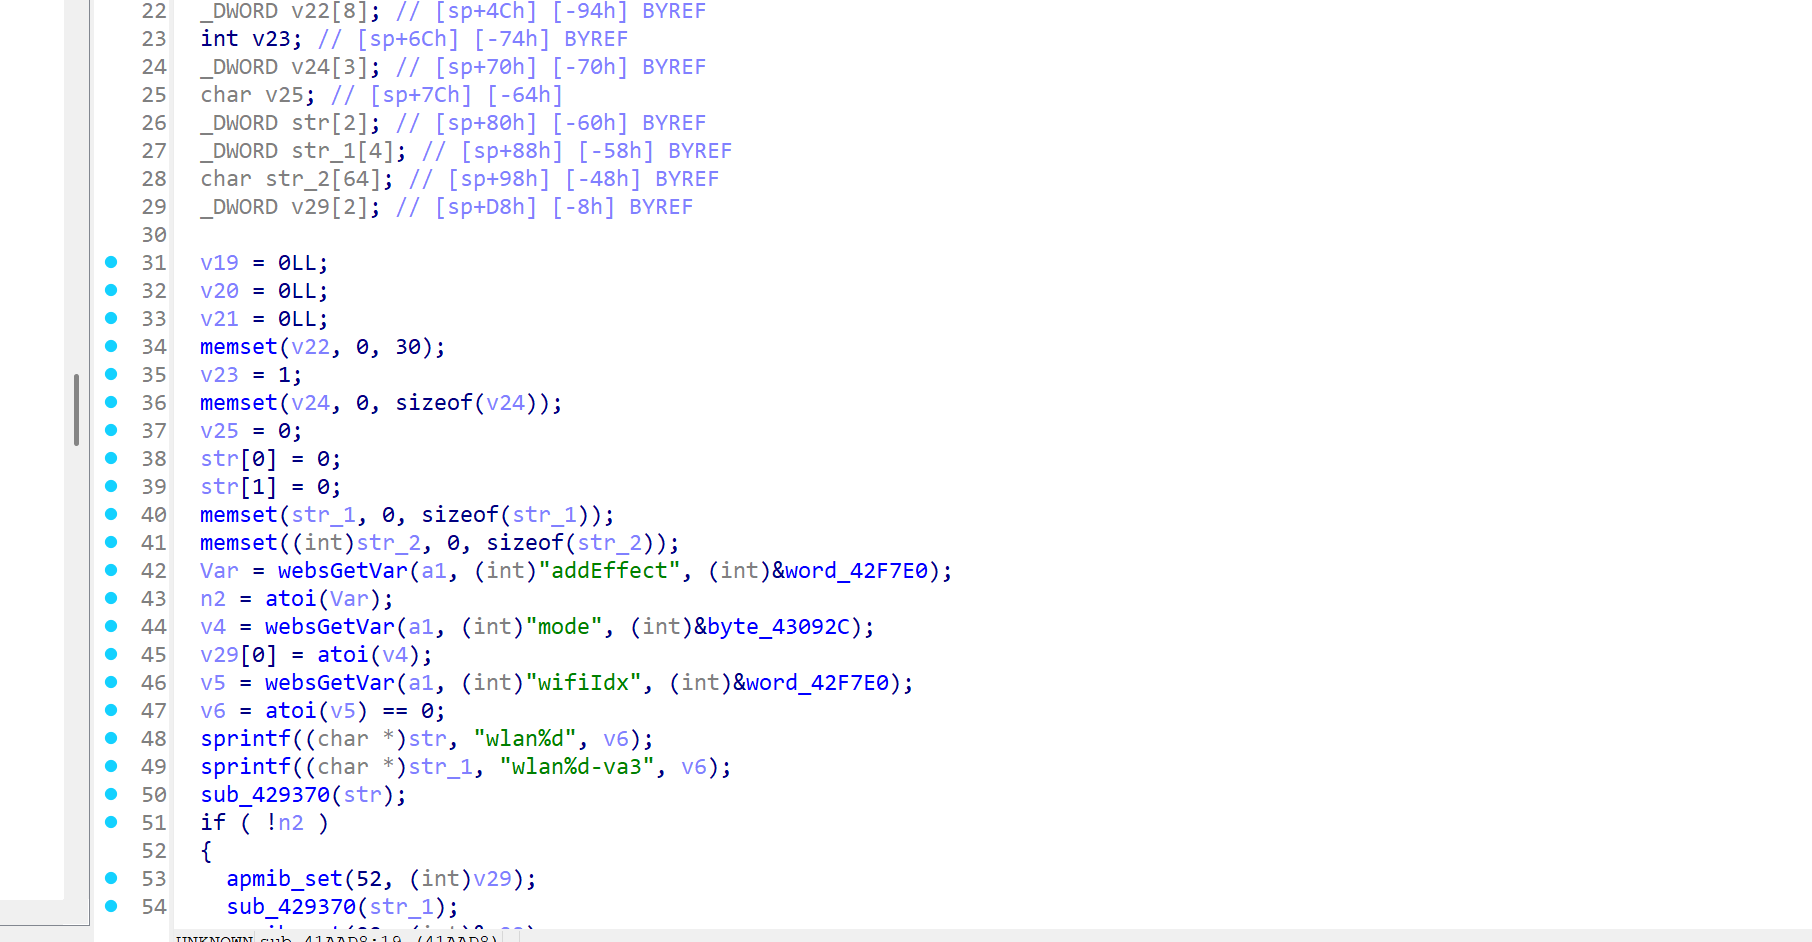 22 _DWORD v22[8]; // [sp+4Ch] [-94h] BYREF
23 int v23; // [sp+6Ch] [-74h] BYREF
24 _DWORD v24[3]; // [sp+70h] [-70h] BYREF
25 char v25; // [sp+7Ch] [-64h]
26 _DWORD str[2]; // [sp+80h] [-60h] BYREF
27 _DWORD str_1[4]; // [sp+88h] [-58h] BYREF
28 char str_2[64]; // [sp+98h] [-48h] BYREF
29 _DWORD v29[2]; // [sp+D8h] [-8h] BYREF
30
31 v19 = 0LL;
32 v20 = 0LL;
33 v21 = 0LL;
34 memset(v22, 0, 30);
35 v23 = 1;
36 memset(v24, 0, sizeof(v24));
37 v25 = 0;
38 str[0] = 0;
39 str[1] = 0;
40 memset(str_1, 0, sizeof(str_1));
41 memset((int)str_2, 0, sizeof(str_2));
42 Var = websGetVar(a1, (int)"addEffect", (int)&word_42F7E0);
43 n2 = atoi(Var);
44 v4 = websGetVar(a1, (int)"mode", (int)&byte_43092C);
45 v29[0] = atoi(v4);
46 v5 = websGetVar(a1, (int)"wifiIdx", (int)&word_42F7E0);
47 v6 = atoi(v5) == 0;
48 sprintf((char *)str, "wlan%d", v6);
49 sprintf((char *)str_1, "wlan%d-va3", v6);
50 sub_429370(str);
51 if ( !n2 )
52 {
53 apmib_set(52, (int)v29);
54 sub_429370(str_1);